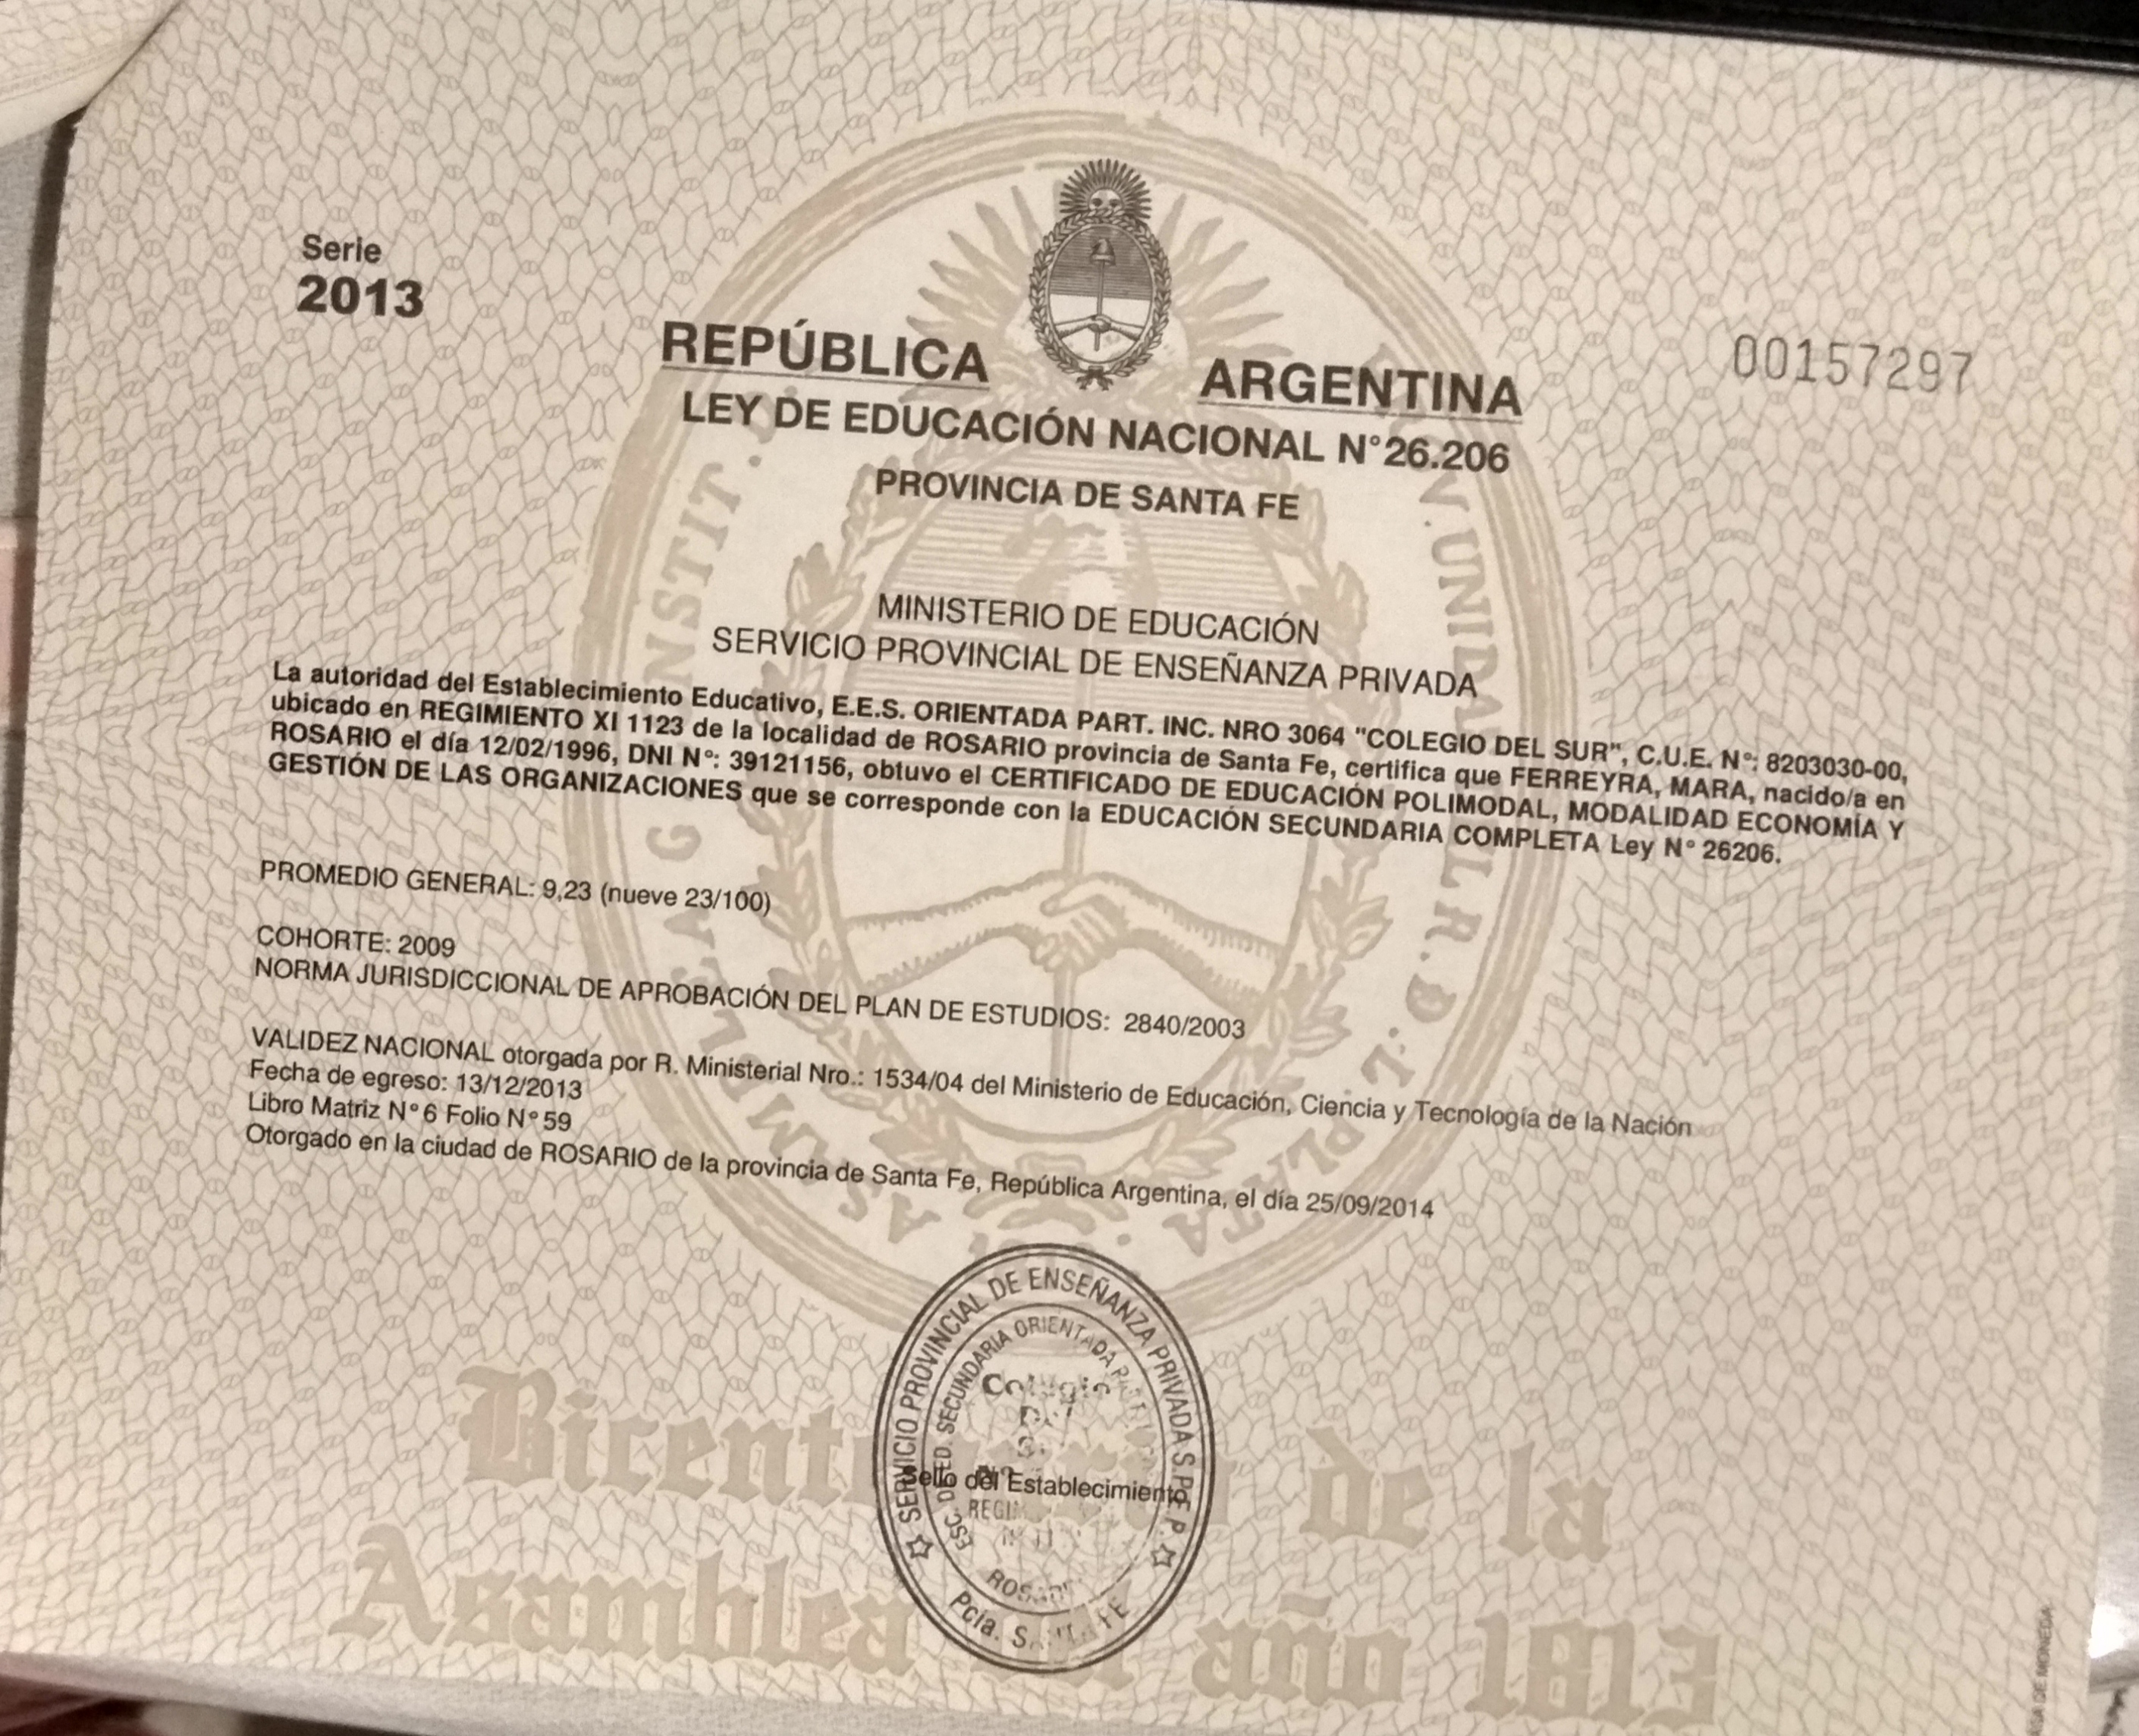 Serie
2013
00157297
REPÚBLICA ARGENTINA
LEY DE EDUCACIÓN NACIONAL N°26.206
PROVINCIA DE SANTA FE
MINISTERIO DE EDUCACIÓN
SERVICIO PROVINCIAL DE ENSEÑANZA PRIVADA
La autoridad del Establecimiento Educativo, E.E.S. ORIENTADA PART. INC. NRO 3064 "COLEGIO DEL SUR", C.U.E. N°: 8203030-00,
ubicado en REGIMIENTO XI 1123 de la localidad de ROSARIO provincia de Santa Fe, certifica que FERREYRA, MARA, nacido/a en
ROSARIO el día 12/02/1996, DNI N°: 39121156, obtuvo el CERTIFICADO DE EDUCACIÓN POLIMODAL, MODALIDAD ECONOMÍA Y
GESTIÓN DE LAS ORGANIZACIONES que se corresponde con la EDUCACIÓN SECUNDARIA COMPLETA Ley N° 26206.
PROMEDIO GENERAL: 9,23 (nueve 23/100)
COHORTE: 2009
NORMA JURISDICCIONAL DE APROBACIÓN DEL PLAN DE ESTUDIOS: 2840/2003
VALIDEZ NACIONAL otorgada por R. Ministerial Nro.: 1534/04 del Ministerio de Educación, Ciencia y Tecnología de la Nación
Fecha de egreso: 13/12/2013
Libro Matriz N° 6 Folio N° 59
Otorgado en la ciudad de ROSARIO de la provincia de Santa Fe, República Argentina, el día 25/09/2014
SERVICIO PROVINCIAL DE ENSEÑANZA PRIVADA S.P.E.P.
ESC. DE ED. SECUNDARIA ORIENTADA
Colegio
Sello del Establecimiento
ROSARIO
Pcia. SANTA FE
de la
Asamblea año 1813
DE MONEDA